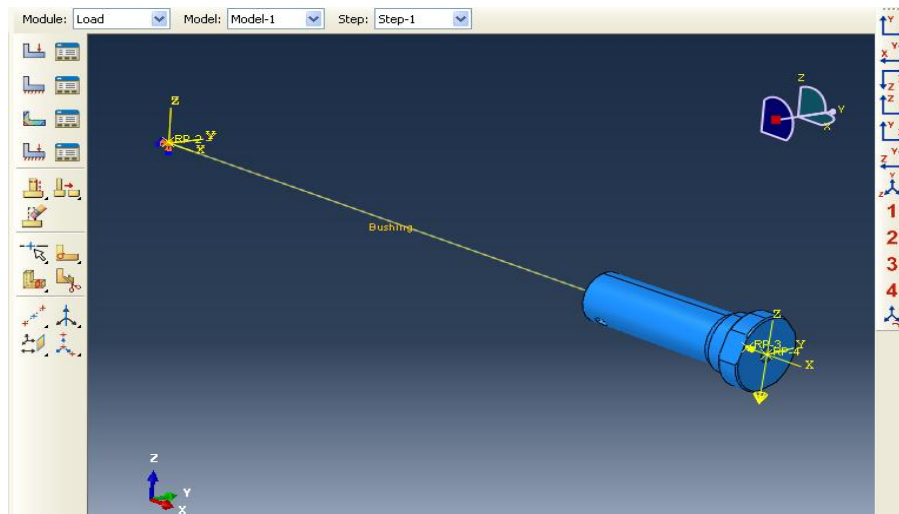 Module: Load Model: Model-1 Step: Step-1
Z
RP-2 Y
X
Bushing
Z
Y
X
Z
RP-3 Y
RP-4
X
Z
Y
X
Y
X Y
Z
Z
Y
Z Y
Y
Z X
1
2
3
4